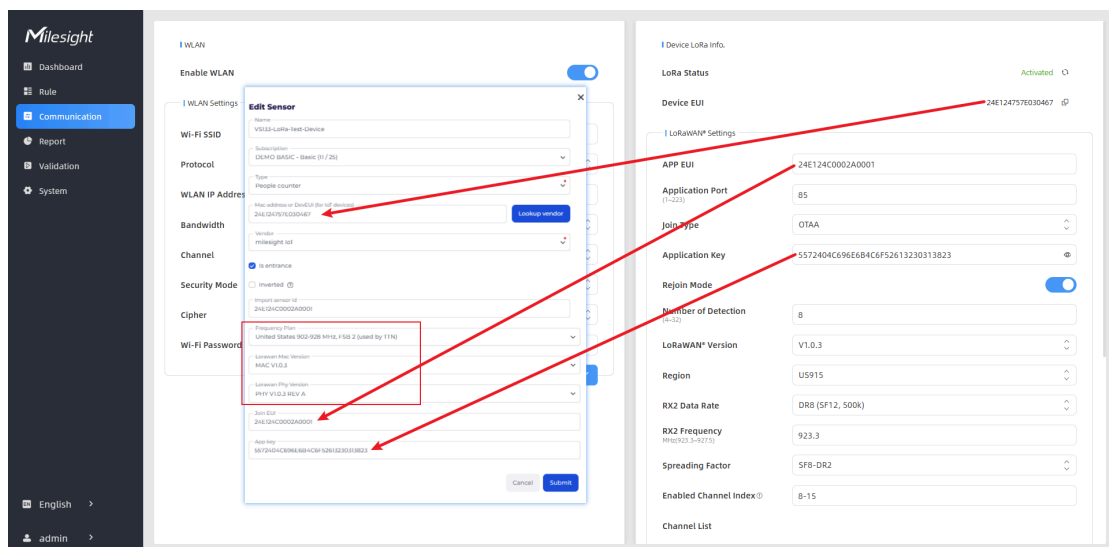 Milesight
Dashboard
Rule
Communication
Report
Validation
System
English
admin
WLAN
Enable WLAN
WLAN Settings
Wi-Fi SSID
Protocol
WLAN IP Addres
Bandwidth
Channel
Security Mode
Cipher
Wi-Fi Password
Edit Sensor
Name
VS133-LoRa-Test-Device
Subscription
DEMO BASIC - Basic (11 / 25)
Type
People counter
Mac address or DevEUI (for IoT devices)
24E124757E030467
Lookup vendor
Vendor
milesight iot
Is entrance
Inverted
Import sensor id
24E124C0002A0001
Frequency Plan
United States 902-928 MHz, FSB 2 (used by TTN)
Lorawan Mac Version
MAC V1.0.3
Lorawan Phy Version
PHY V1.0.3 REV A
Join EUI
24E124C0002A0001
App key
5572404C696E6B4C6F52613230313823
Cancel
Submit
Device LoRa Info.
LoRa Status Activated
Device EUI 24E124757E030467
LoRaWAN® Settings
APP EUI 24E124C0002A0001
Application Port 85
(1~223)
Join Type OTAA
Application Key 5572404C696E6B4C6F52613230313823
Rejoin Mode
Number of Detection 8
(4~32)
LoRaWAN® Version V1.0.3
Region US915
RX2 Data Rate DR8 (SF12, 500k)
RX2 Frequency 923.3
MHz(923.3~927.5)
Spreading Factor SF8-DR2
Enabled Channel Index 8-15
Channel List